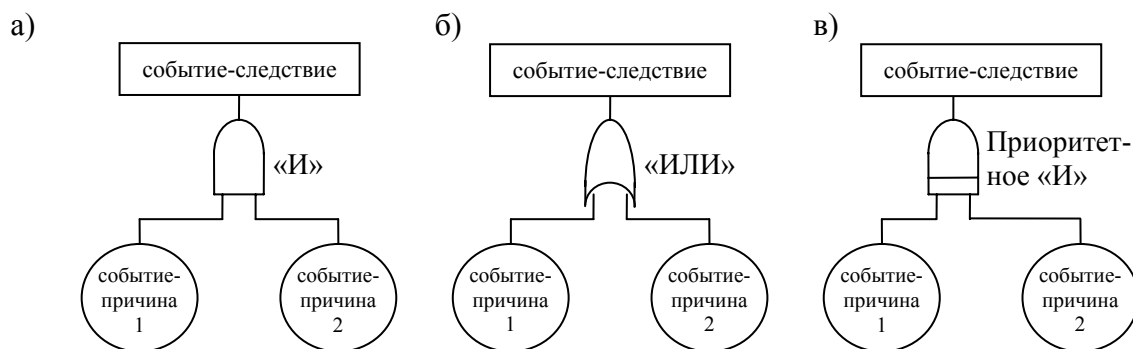 а)
событие-следствие
«И»
событие-
причина
1
событие-
причина
2
б)
событие-следствие
«ИЛИ»
событие-
причина
1
событие-
причина
2
в)
событие-следствие
Приоритет-
ное «И»
событие-
причина
1
событие-
причина
2